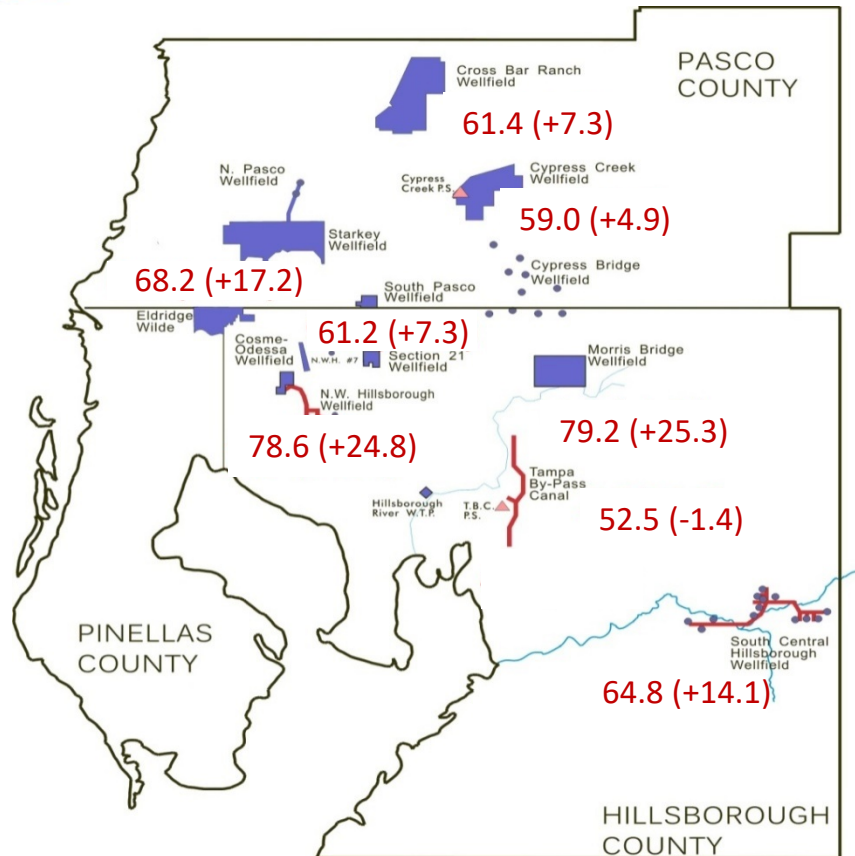 PASCO
COUNTY
Cross Bar Ranch
Wellfield
61.4 (+7.3)
N. Pasco
Wellfield
Cypress
Creek P.S.
Cypress Creek
Wellfield
59.0 (+4.9)
Starkey
Wellfield
68.2 (+17.2)
South Pasco
Wellfield
Cypress Bridge
Wellfield
Eldridge
Wilde
61.2 (+7.3)
Cosme-
Odessa
Wellfield
N.W.H. #7
Section 21
Wellfield
Morris Bridge
Wellfield
N.W. Hillsborough
Wellfield
78.6 (+24.8)
79.2 (+25.3)
Tampa
By-Pass
Canal
Hillsborough
River W.T.P.
T.B.C.
P.S.
52.5 (-1.4)
PINELLAS
COUNTY
South Central
Hillsborough
Wellfield
64.8 (+14.1)
HILLSBOROUGH
COUNTY